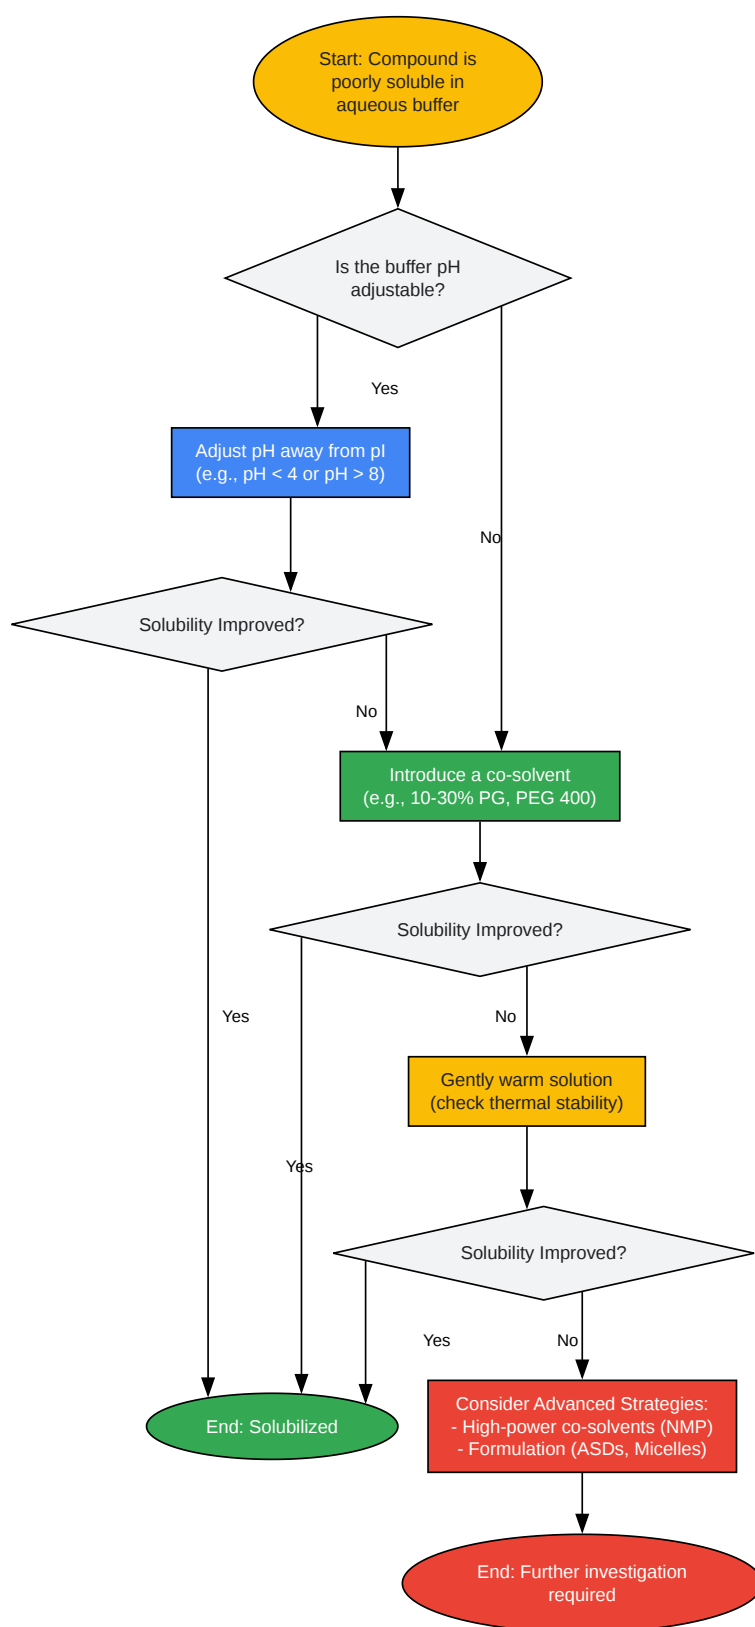 Start: Compound is
poorly soluble in
aqueous buffer
Is the buffer pH
adjustable?
Yes
Adjust pH away from pI
(e.g., pH < 4 or pH > 8)
No
Solubility Improved?
No
Introduce a co-solvent
(e.g., 10-30% PG, PEG 400)
Solubility Improved?
Yes
No
Gently warm solution
(check thermal stability)
Yes
Solubility Improved?
Yes
No
Consider Advanced Strategies:
- High-power co-solvents (NMP)
- Formulation (ASDs, Micelles)
End: Solubilized
End: Further investigation
required